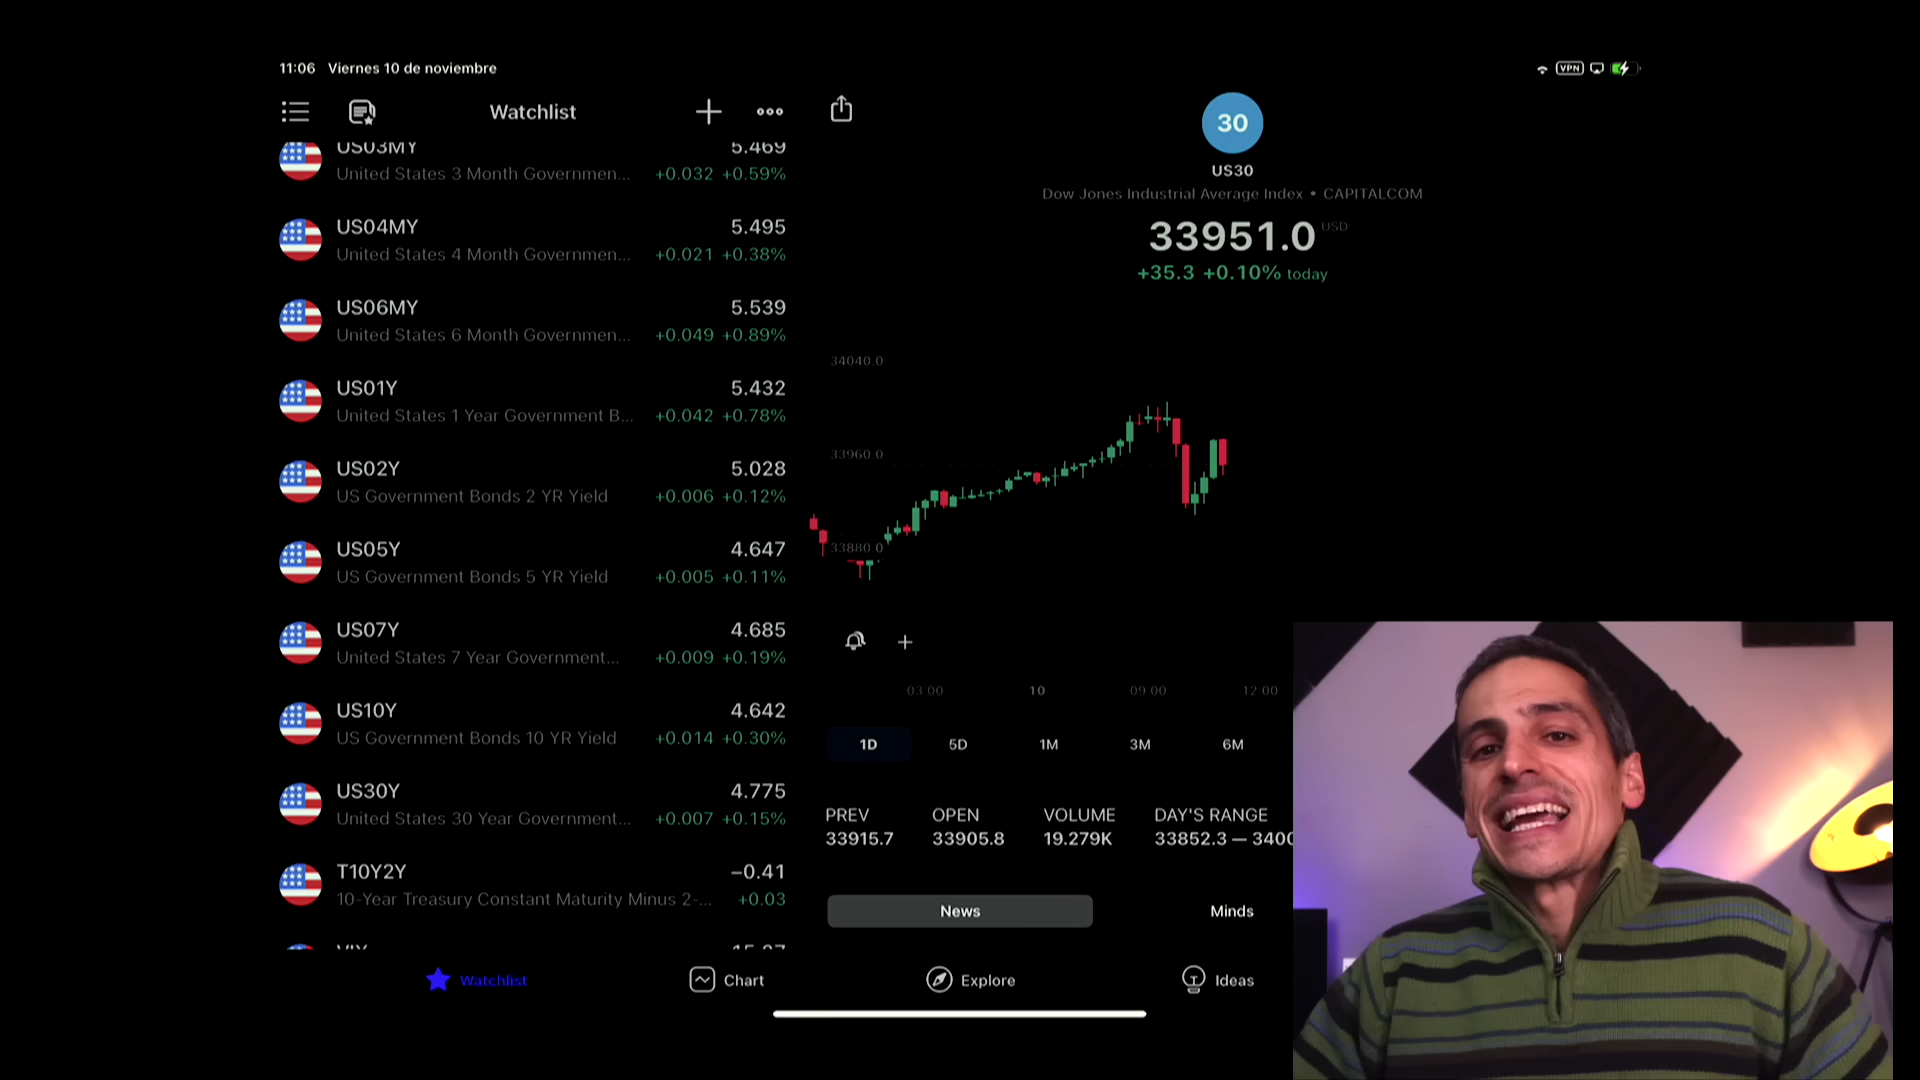 11:06 Viernes 10 de noviembre
VPN
Watchlist
US03MY 5.469
United States 3 Month Governmen... +0.032 +0.59%
US04MY 5.495
United States 4 Month Governmen... +0.021 +0.38%
US06MY 5.539
United States 6 Month Governmen... +0.049 +0.89%
US01Y 5.432
United States 1 Year Government B... +0.042 +0.78%
US02Y 5.028
US Government Bonds 2 YR Yield +0.006 +0.12%
US05Y 4.647
US Government Bonds 5 YR Yield +0.005 +0.11%
US07Y 4.685
United States 7 Year Government... +0.009 +0.19%
US10Y 4.642
US Government Bonds 10 YR Yield +0.014 +0.30%
US30Y 4.775
United States 30 Year Government... +0.007 +0.15%
T10Y2Y −0.41
10-Year Treasury Constant Maturity Minus 2-... +0.03
30
US30
Dow Jones Industrial Average Index • CAPITALCOM
33951.0 USD
+35.3 +0.10% today
34040.0
33960.0
33880.0
03:00 10 09:00 12:00
1D 5D 1M 3M 6M
PREV OPEN VOLUME DAY'S RANGE
33915.7 33905.8 19.279K 33852.3 — 3400
News Minds
Watchlist Chart Explore Ideas